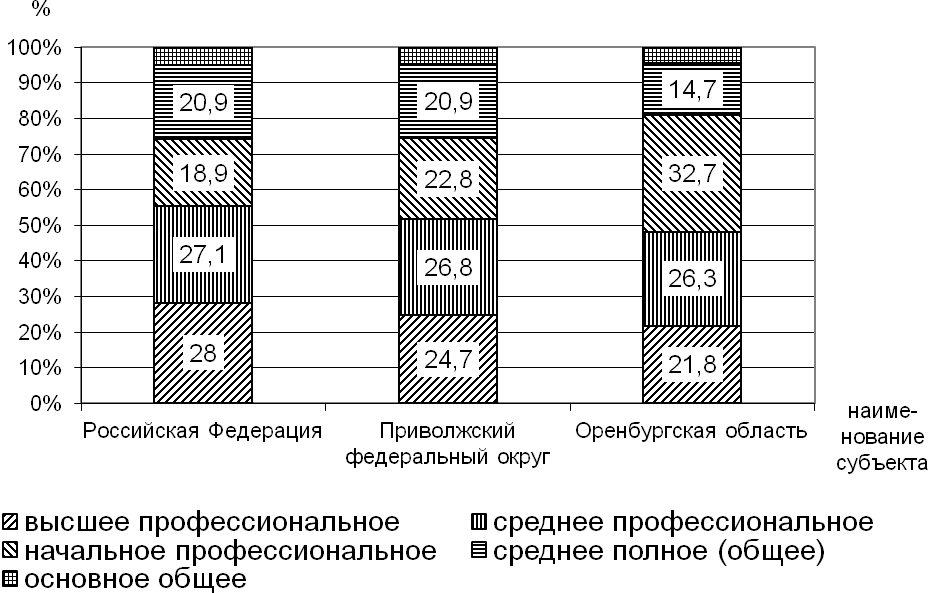 %
100%
90%
80%
70%
60%
50%
40%
30%
20%
10%
0%
20,9
18,9
27,1
28
20,9
22,8
26,8
24,7
14,7
32,7
26,3
21,8
Российская Федерация
Приволжский
федеральный округ
Оренбургская область
наиме-
нование
субъекта
высшее профессиональное
среднее профессиональное
начальное профессиональное
среднее полное (общее)
основное общее